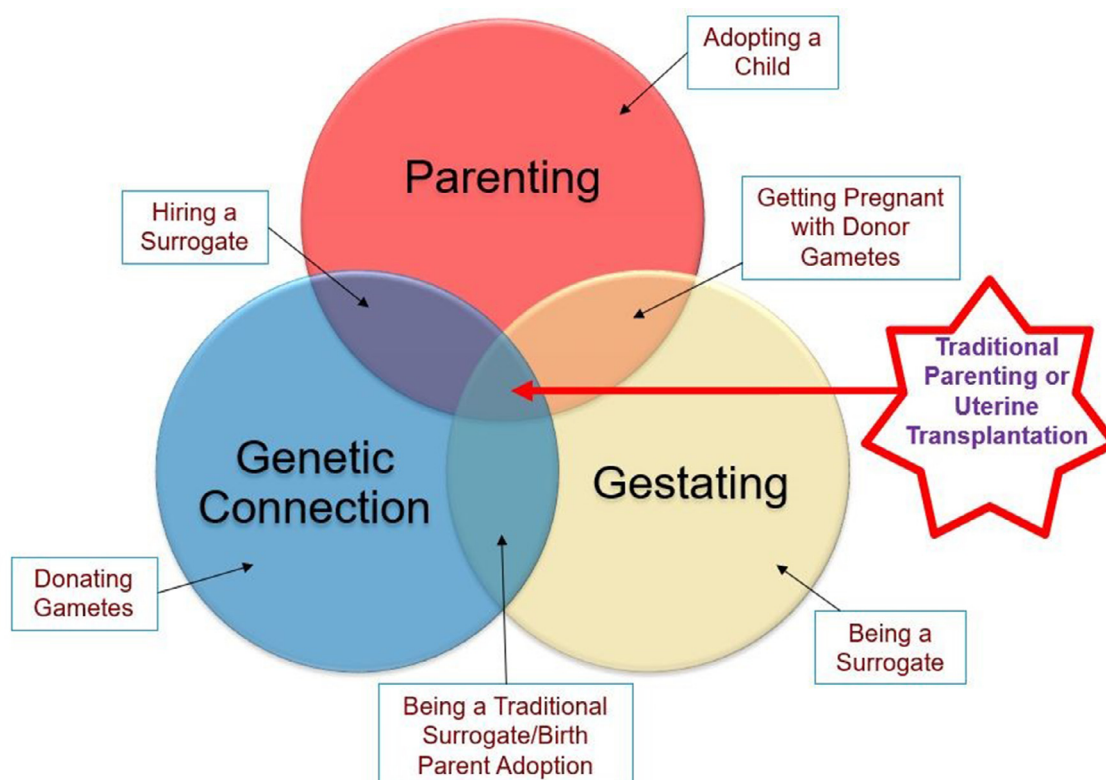 Adopting a
Child
Parenting
Hiring a
Surrogate
Getting Pregnant
with Donor
Gametes
Traditional
Parenting or
Uterine
Transplantation
Genetic
Connection
Gestating
Donating
Gametes
Being a
Surrogate
Being a Traditional
Surrogate/Birth
Parent Adoption